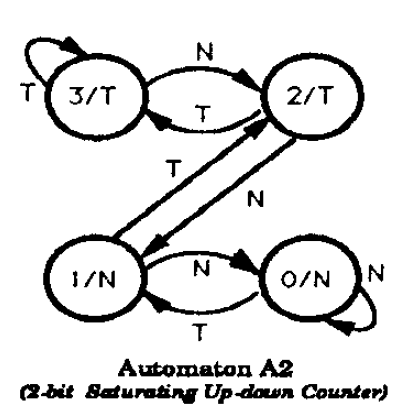 N
T
3/T
2/T
T
T
N
1/N
N
0/N
N
T
Automaton A2
(2-bit Saturating Up-down Counter)